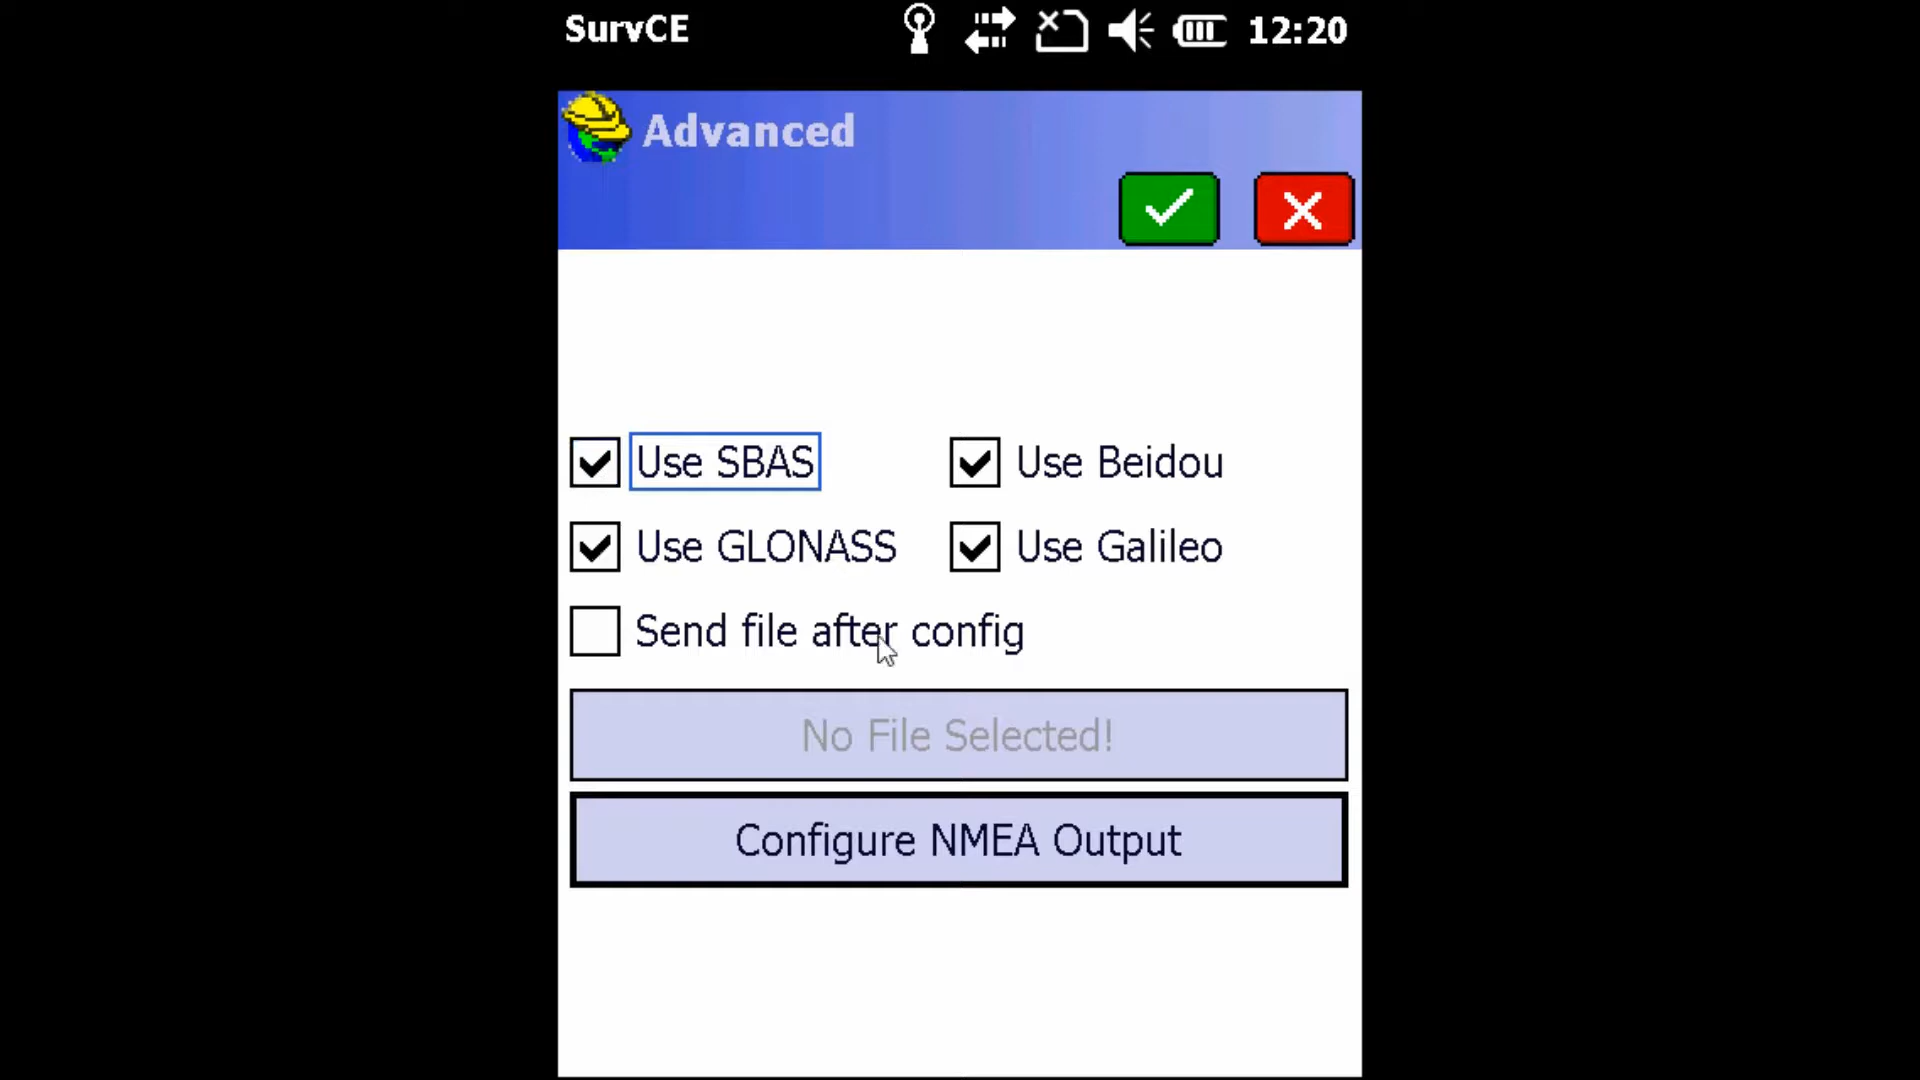 SurvCE 12:20
Advanced
Use SBAS Use Beidou
Use GLONASS Use Galileo
Send file after config
No File Selected!
Configure NMEA Output